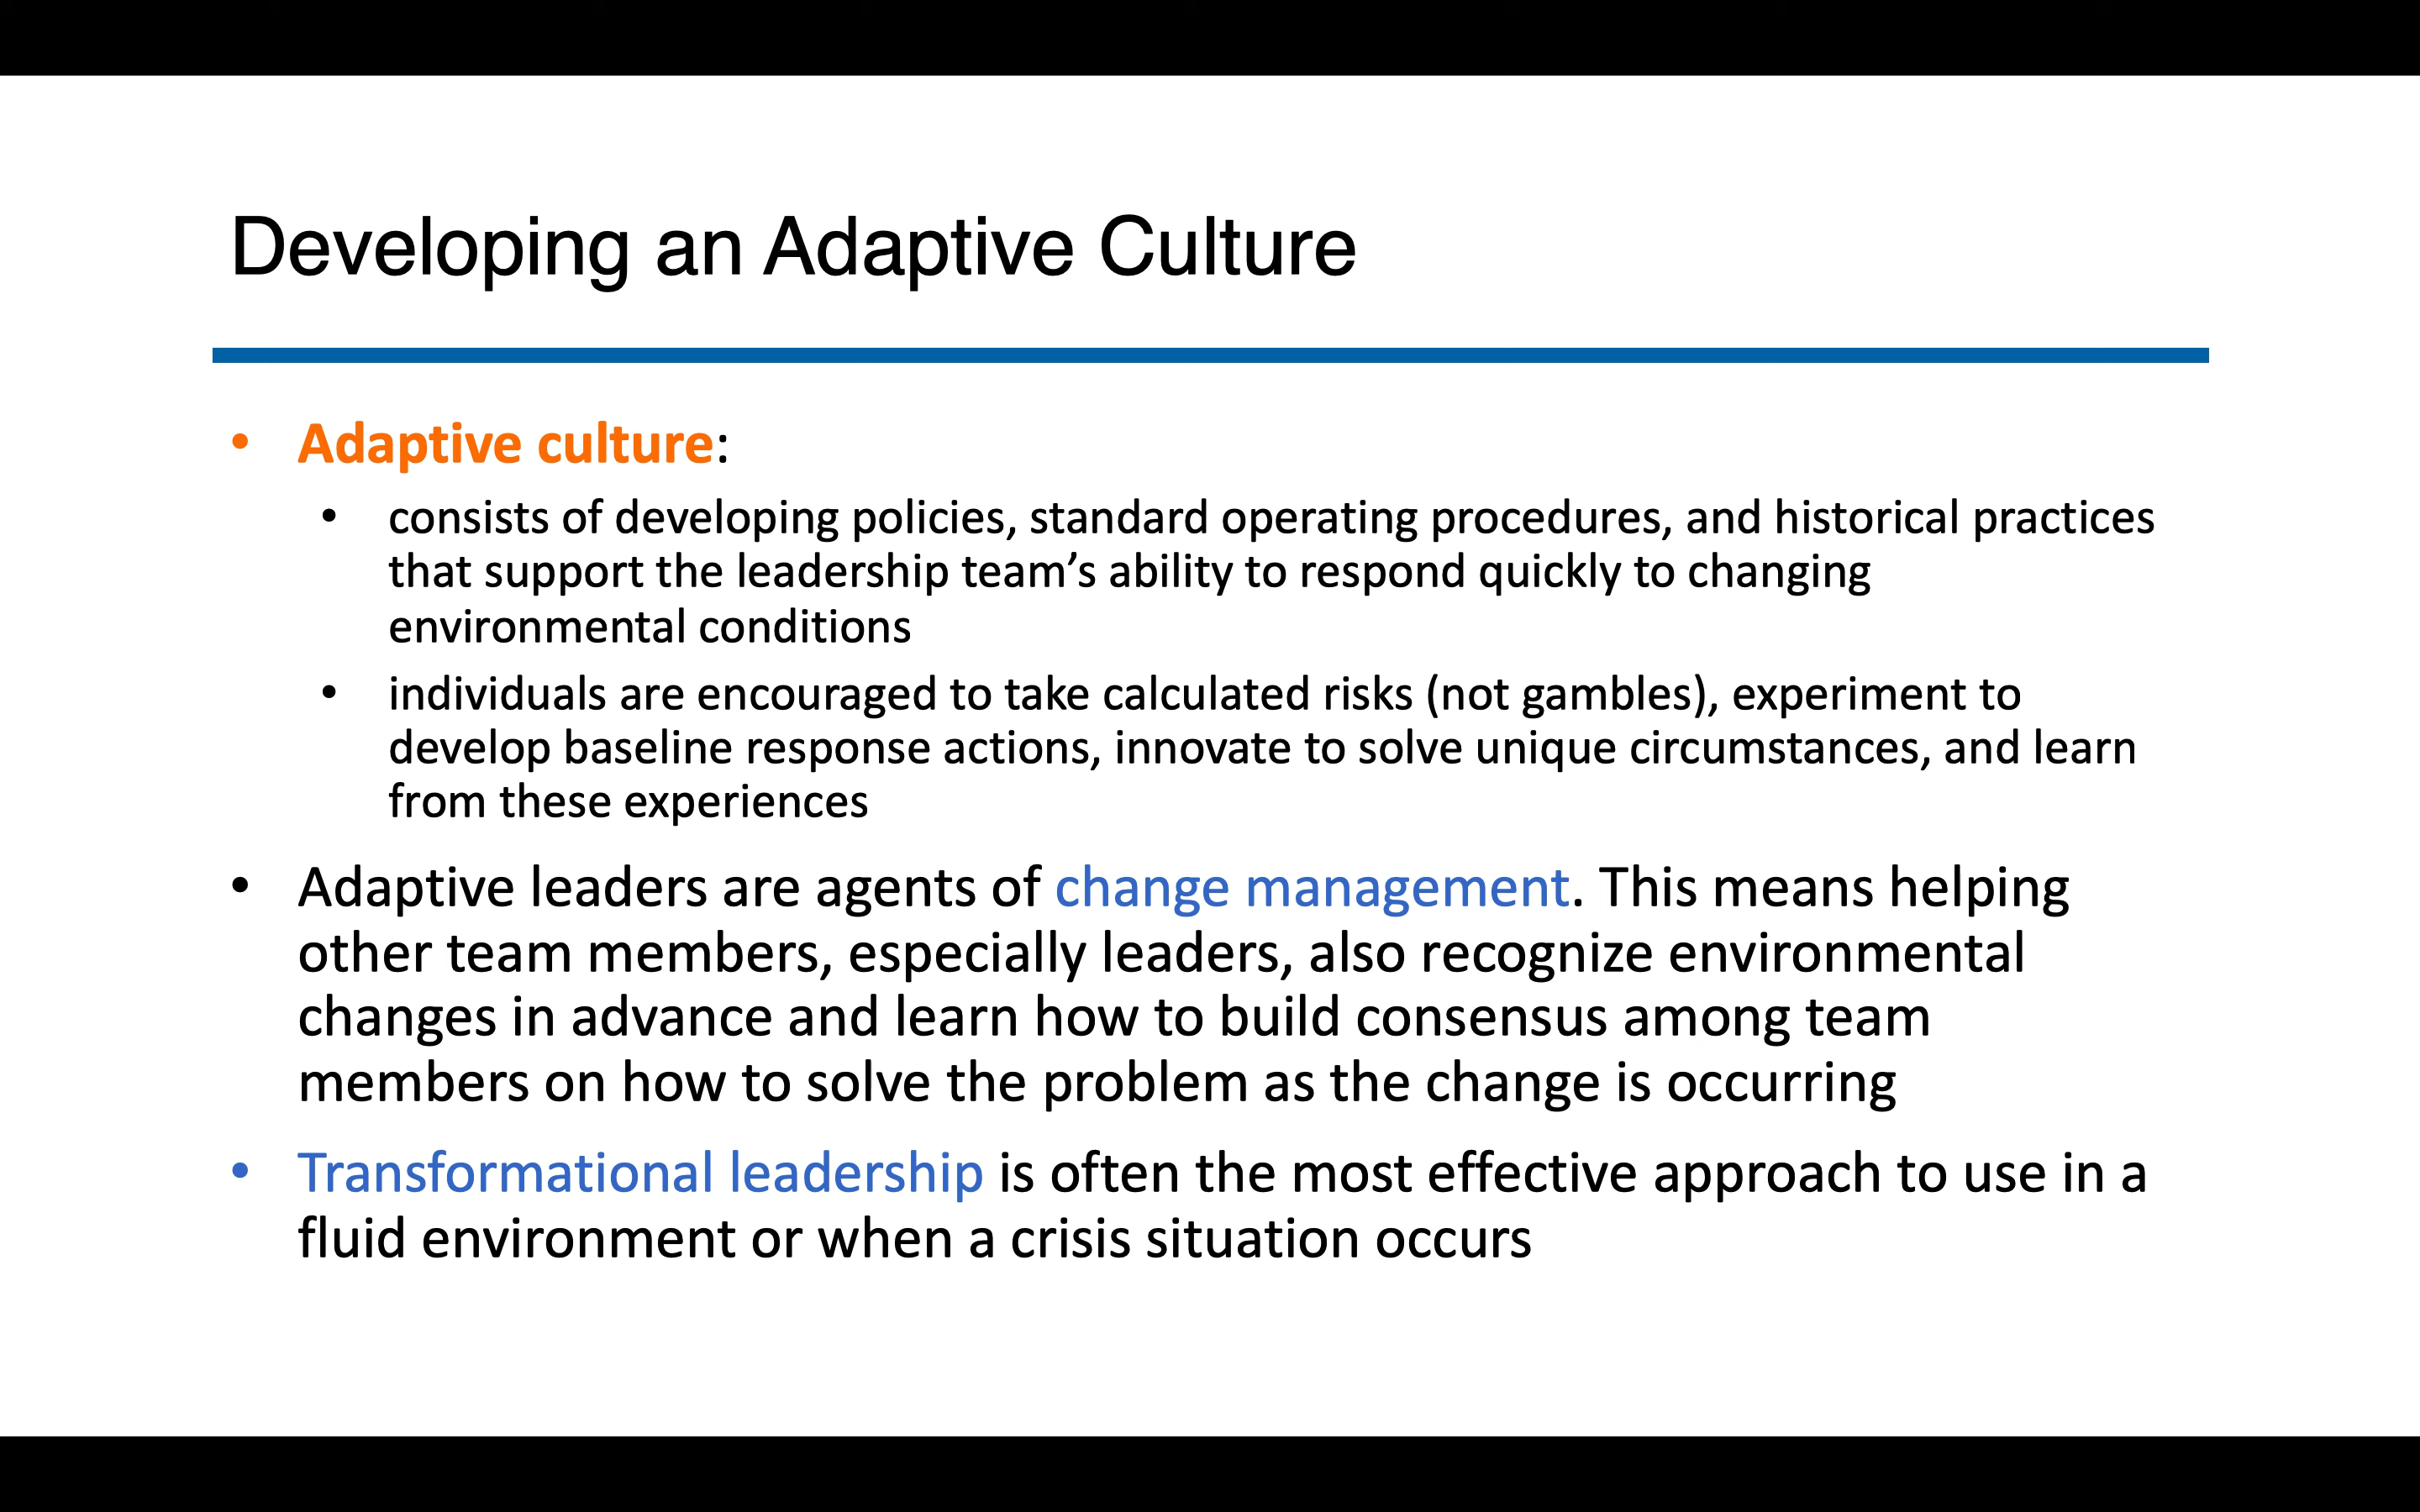 Developing an Adaptive Culture
• Adaptive culture:
• consists of developing policies, standard operating procedures, and historical practices
that support the leadership team’s ability to respond quickly to changing
environmental conditions
• individuals are encouraged to take calculated risks (not gambles), experiment to
develop baseline response actions, innovate to solve unique circumstances, and learn
from these experiences
• Adaptive leaders are agents of change management. This means helping
other team members, especially leaders, also recognize environmental
changes in advance and learn how to build consensus among team
members on how to solve the problem as the change is occurring
• Transformational leadership is often the most effective approach to use in a
fluid environment or when a crisis situation occurs